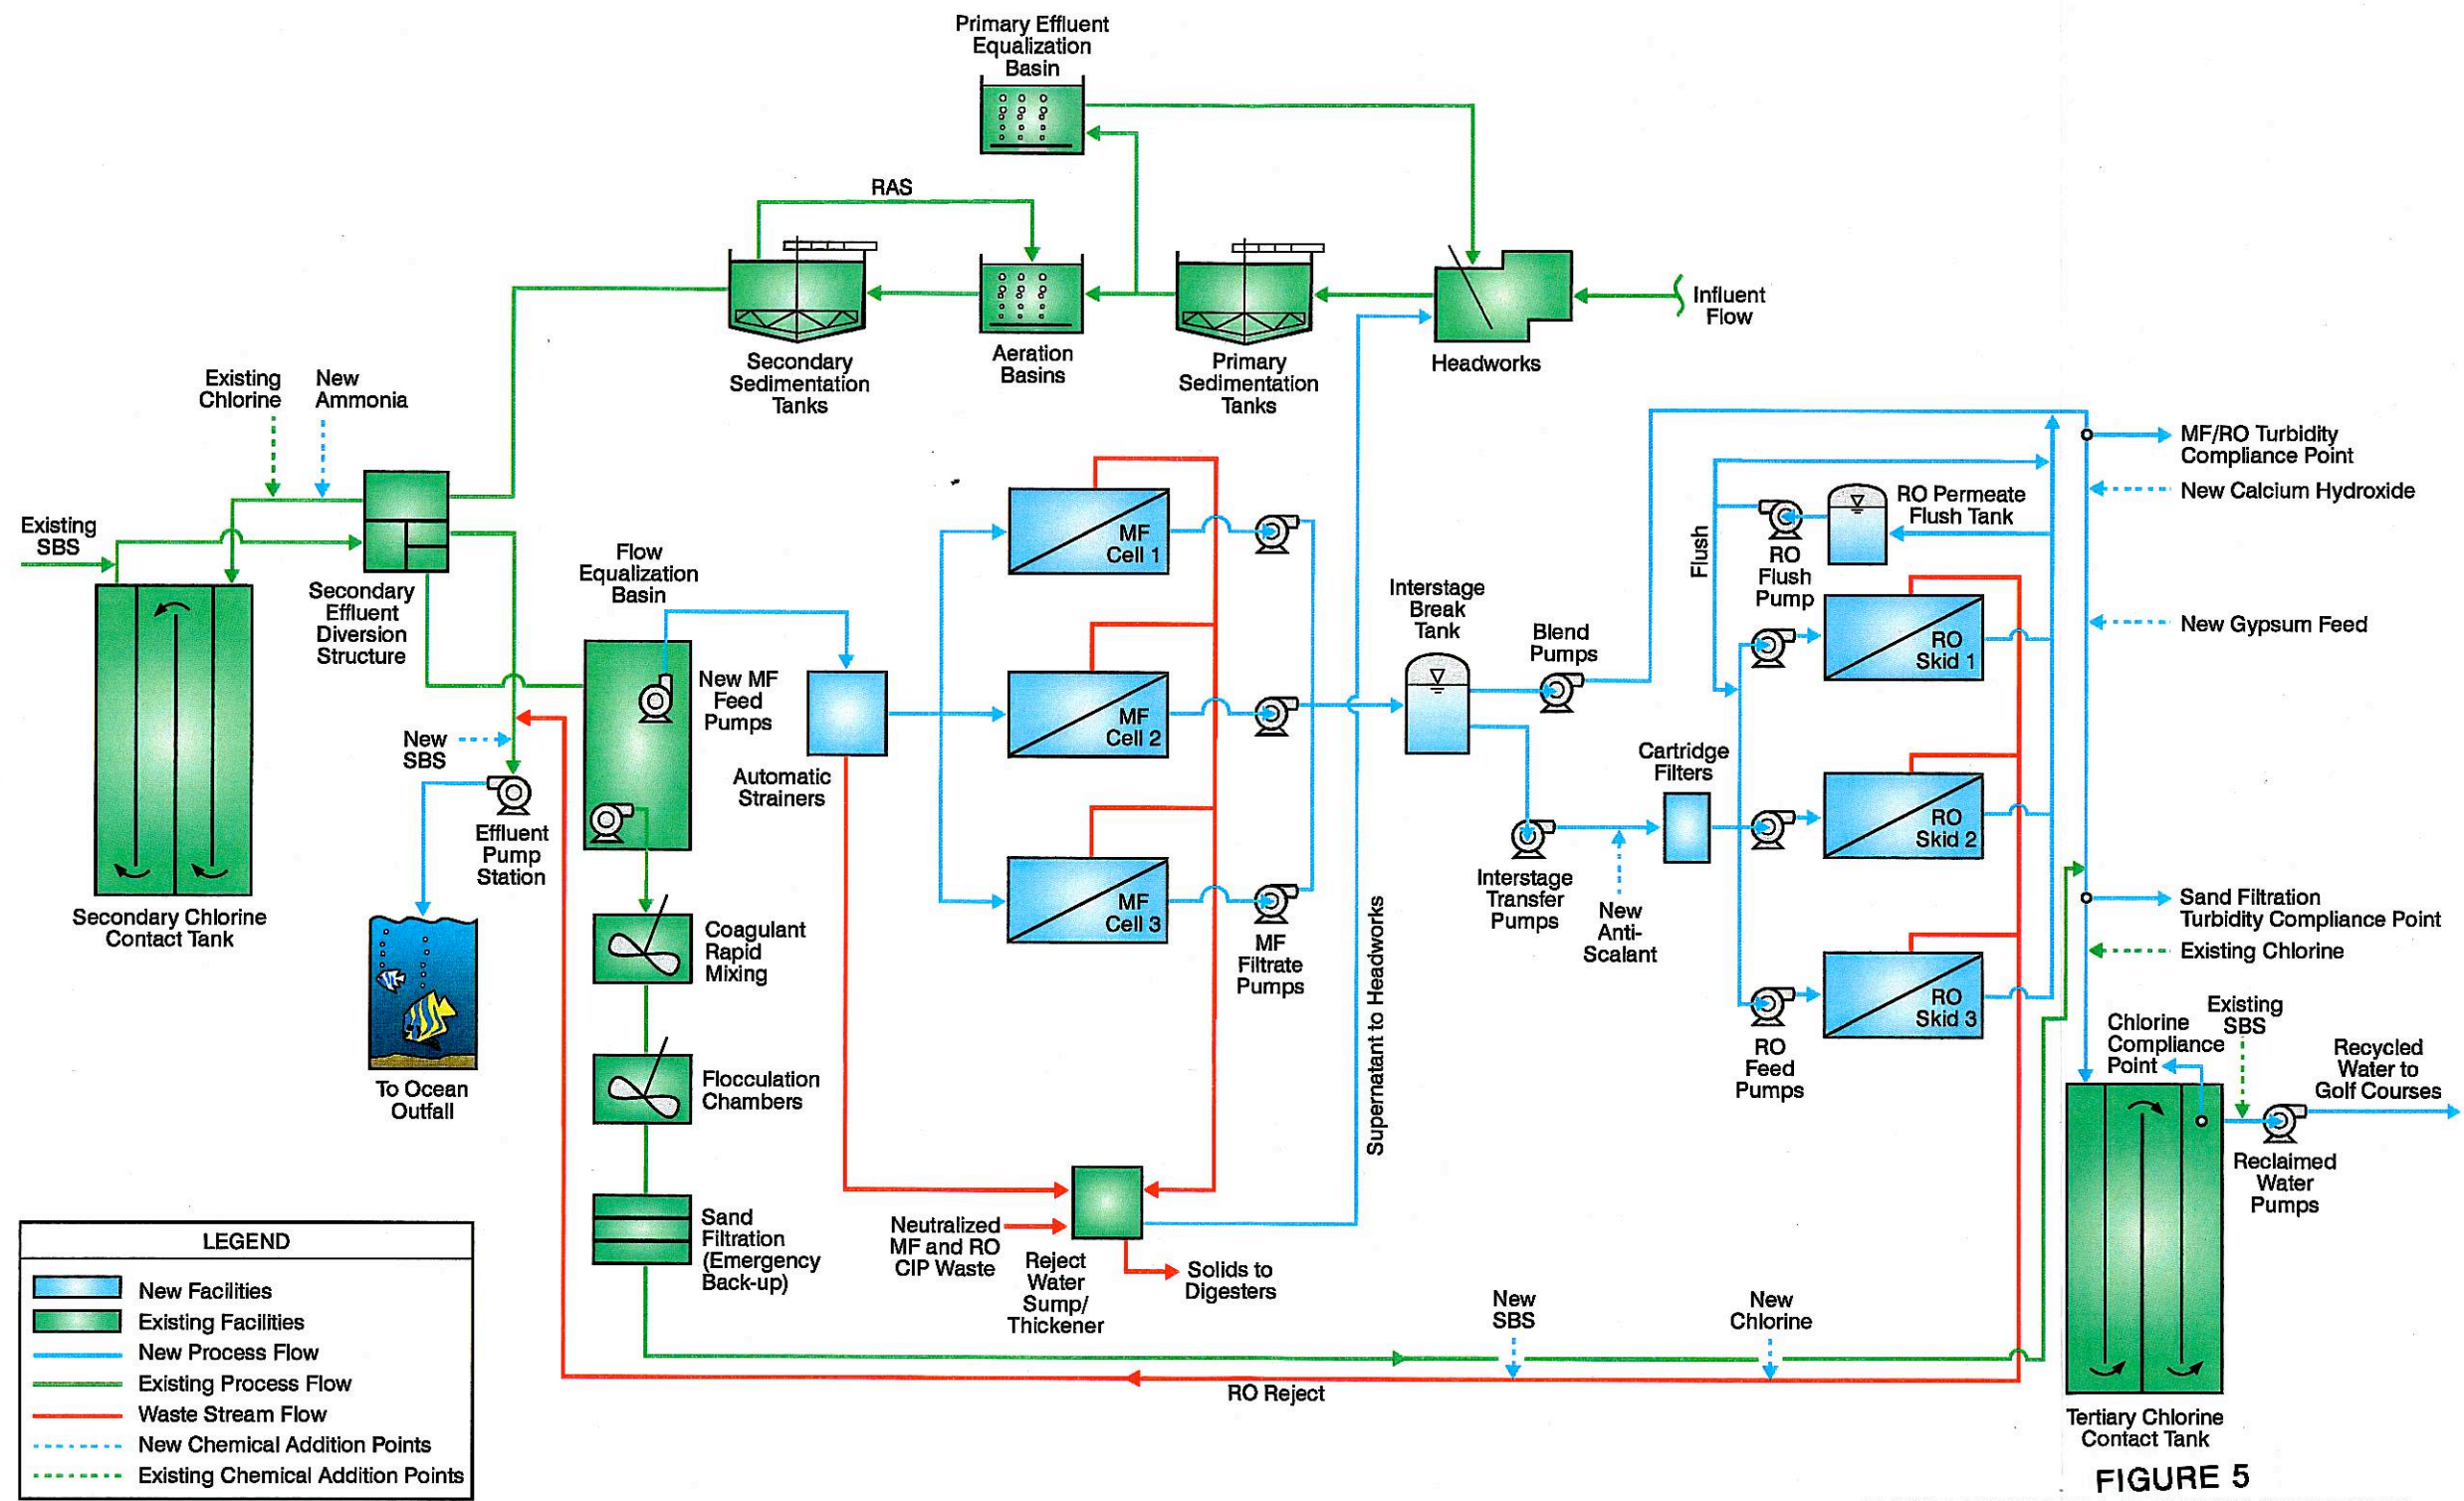 Primary Effluent
Equalization
Basin
RAS
Influent
Flow
Headworks
Primary
Sedimentation
Tanks
Aeration
Basins
Secondary
Sedimentation
Tanks
Existing
Chlorine
New
Ammonia
Existing
SBS
Secondary
Effluent
Diversion
Structure
Secondary Chlorine
Contact Tank
New
SBS
Effluent
Pump
Station
To Ocean
Outfall
Flow
Equalization
Basin
New MF
Feed
Pumps
Automatic
Strainers
Coagulant
Rapid
Mixing
Flocculation
Chambers
Sand
Filtration
(Emergency
Back-up)
MF
Cell 1
MF
Cell 2
MF
Cell 3
MF
Filtrate
Pumps
Neutralized
MF and RO
CIP Waste
Reject
Water
Sump/
Thickener
Solids to
Digesters
Supernatant to Headworks
Interstage
Break
Tank
Blend
Pumps
Interstage
Transfer
Pumps
New
Anti-
Scalant
Cartridge
Filters
Flush
RO
Flush
Pump
RO Permeate
Flush Tank
RO
Skid 1
RO
Skid 2
RO
Skid 3
RO
Feed
Pumps
MF/RO Turbidity
Compliance Point
New Calcium Hydroxide
New Gypsum Feed
Sand Filtration
Turbidity Compliance Point
Existing Chlorine
Chlorine
Compliance
Point
Existing
SBS
Recycled
Water to
Golf Courses
Reclaimed
Water
Pumps
Tertiary Chlorine
Contact Tank
New
SBS
New
Chlorine
RO Reject
LEGEND
New Facilities
Existing Facilities
New Process Flow
Existing Process Flow
Waste Stream Flow
New Chemical Addition Points
Existing Chemical Addition Points
FIGURE 5